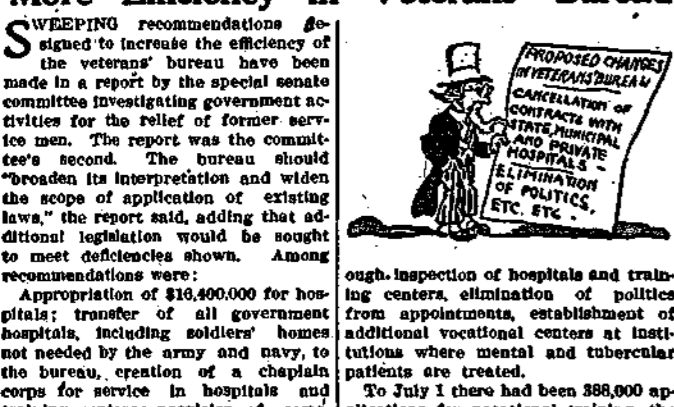 More Efficiency in Veterans' Bureau
SWEEPING recommendations de-
signed to increase the efficiency of
the veterans' bureau have been
made in a report by the special senate
committee investigating government ac-
tivities for the relief of former serv-
ice men. The report was the commit-
tee's second. The bureau should
"broaden its interpretation and widen
the scope of application of existing
laws," the report said, adding that ad-
ditional legislation would be sought
to meet deficiencies shown. Among
recommendations were:
Appropriation of $16,400,000 for hos-
pitals; transfer of all government
hospitals, including soldiers' homes
not needed by the army and navy, to
the bureau, creation of a chaplain
corps for service in hospitals and
PROPOSED CHANGES
IN VETERANS' BUREAU
CANCELLATION OF
CONTRACTS WITH
STATE, MUNICIPAL
AND PRIVATE
HOSPITALS -
ELIMINATION
OF POLITICS,
ETC. ETC.
ough inspection of hospitals and train-
ing centers, elimination of politics
from appointments, establishment of
additional vocational centers at insti-
tutions where mental and tubercular
patients are treated.
To July 1 there had been 388,000 ap-